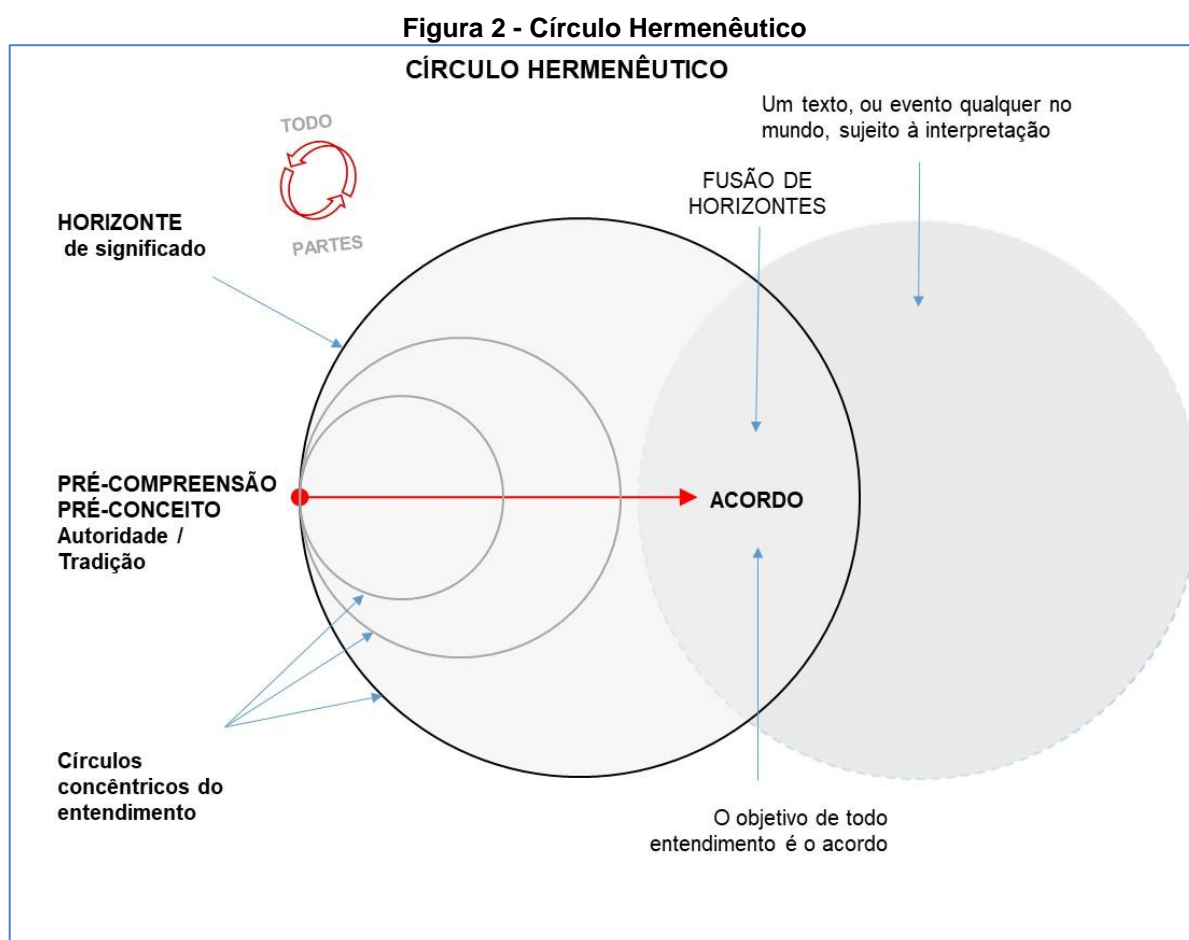 Figura 2 - Círculo Hermenêutico
CÍRCULO HERMENÊUTICO
Um texto, ou evento qualquer no
mundo, sujeito à interpretação
TODO
PARTES
FUSÃO DE
HORIZONTES
HORIZONTE
de significado
PRÉ-COMPREENSÃO
PRÉ-CONCEITO
Autoridade /
Tradição
ACORDO
Círculos
concêntricos do
entendimento
O objetivo de todo
entendimento é o acordo